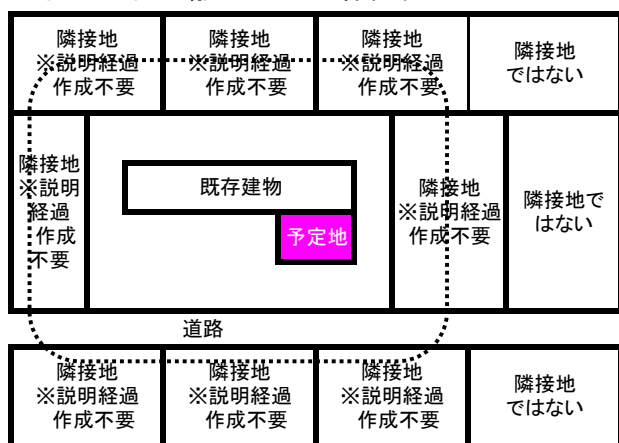 隣接地
※説明経過
作成不要
隣接地
※説明経過
作成不要
隣接地
※説明経過
作成不要
隣接地
ではない
隣接地
※説明
経過
作成
不要
既存建物
予定地
隣接地
※説明経過
作成不要
隣接地で
はない
道路
隣接地
※説明経過
作成不要
隣接地
※説明経過
作成不要
隣接地
※説明経過
作成不要
隣接地
ではない